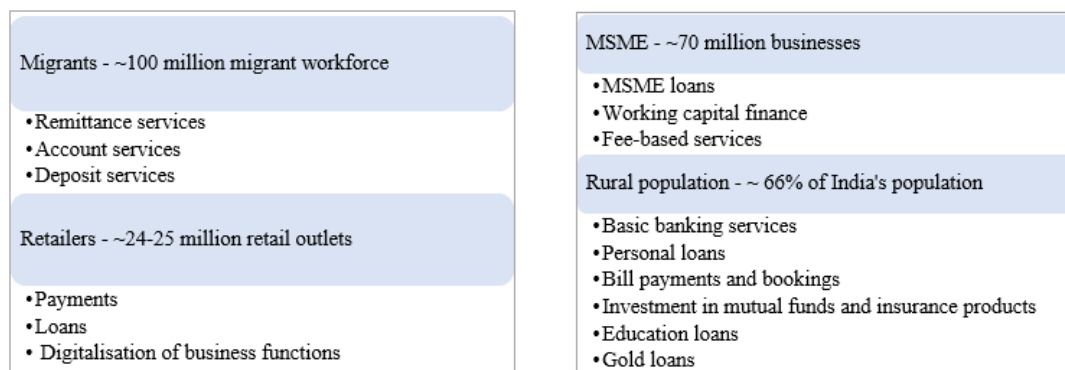 Migrants - ~100 million migrant workforce
•Remittance services
•Account services
•Deposit services
Retailers - ~24-25 million retail outlets
•Payments
•Loans
• Digitalisation of business functions
MSME - ~70 million businesses
•MSME loans
•Working capital finance
•Fee-based services
Rural population - ~ 66% of India's population
•Basic banking services
•Personal loans
•Bill payments and bookings
•Investment in mutual funds and insurance products
•Education loans
•Gold loans